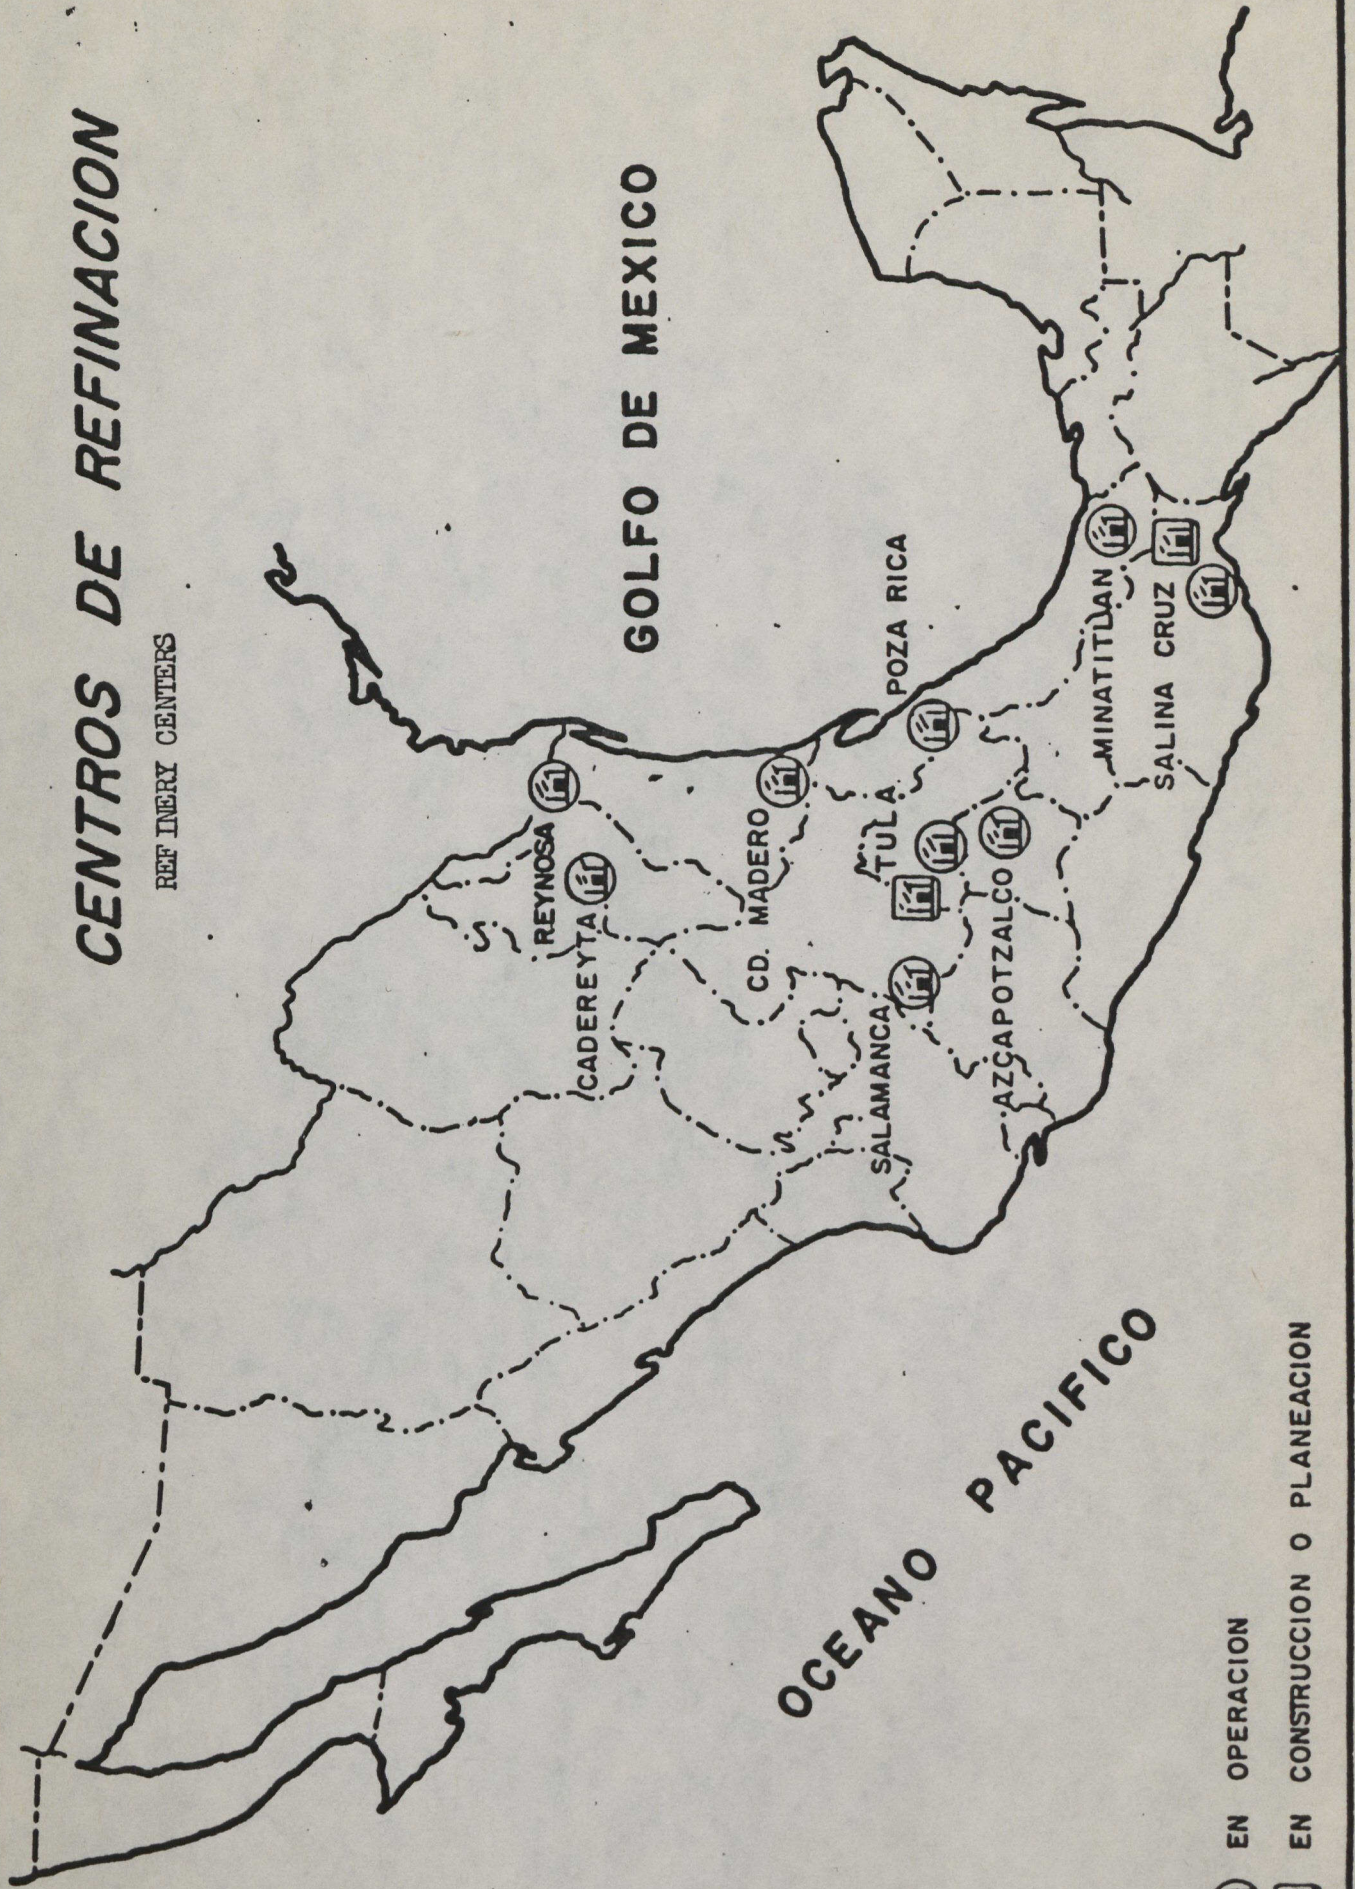 CENTROS DE REFINACION
REFINERY CENTERS
GOLFO DE MEXICO
REYNOSA
CADEREYTA
CD. MADERO
POZA RICA
TULA
SALAMANCA
AZCAPOTZALCO
MINATITLAN
SALINA CRUZ
OCEANO PACIFICO
EN OPERACION
EN CONSTRUCCION O PLANEACION